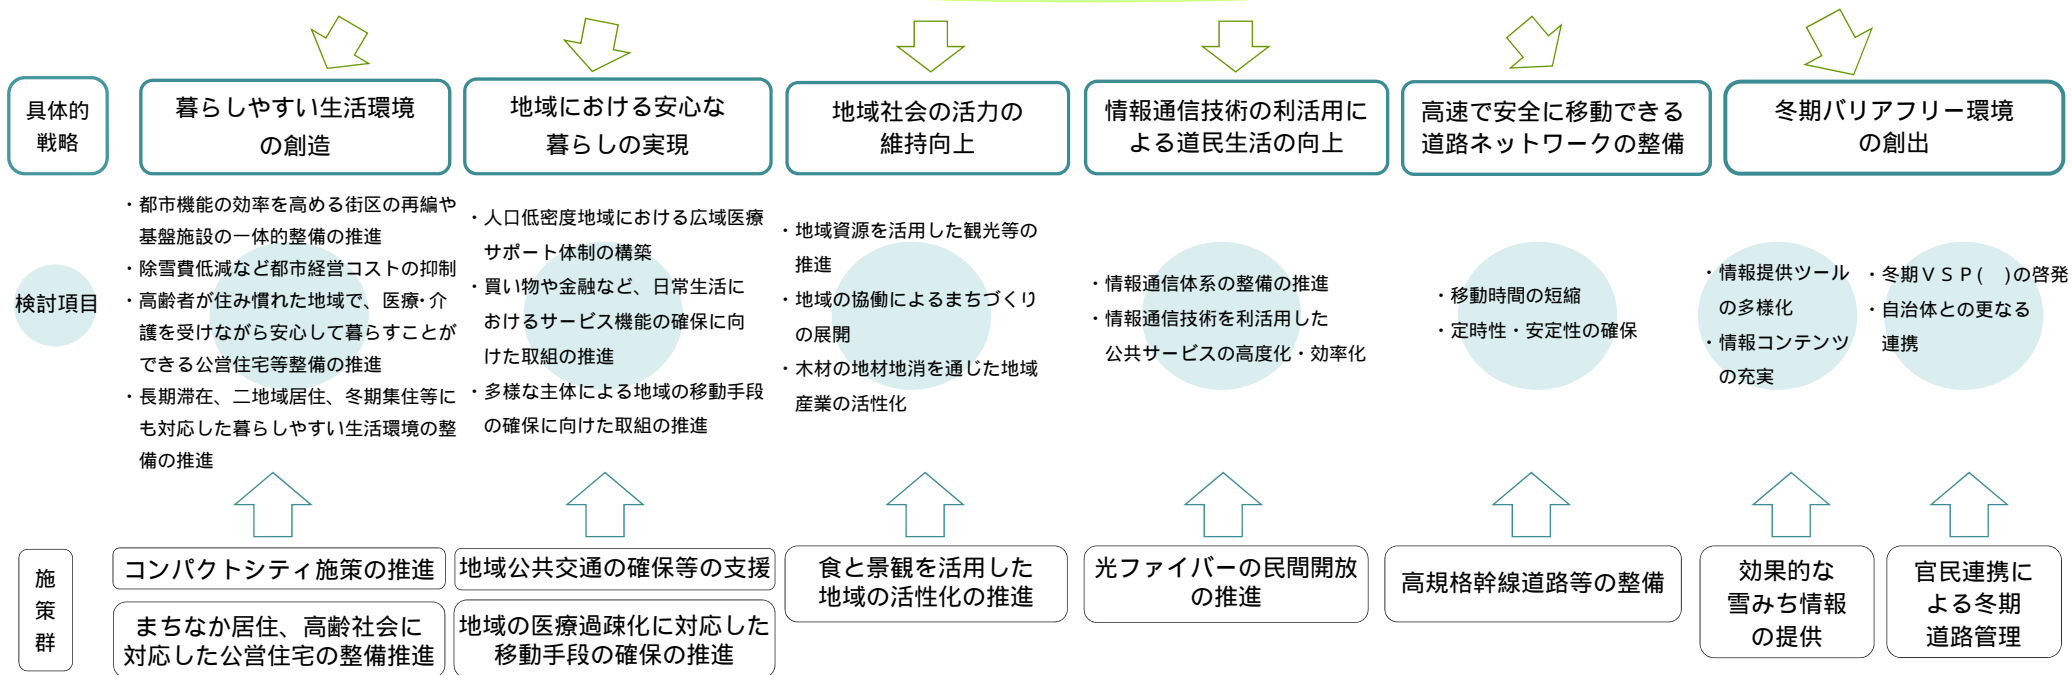 具体的
戦略
暮らしやすい生活環境
の創造
地域における安心な
暮らしの実現
地域社会の活力の
維持向上
情報通信技術の利活用に
よる道民生活の向上
高速で安全に移動できる
道路ネットワークの整備
冬期バリアフリー環境
の創出
検討項目
・都市機能の効率を高める街区の再編や
基盤施設の一体的整備の推進
・除雪費低減など都市経営コストの抑制
・高齢者が住み慣れた地域で、医療・介
護を受けながら安心して暮らすことが
できる公営住宅等整備の推進
・長期滞在、二地域居住、冬期集住等に
も対応した暮らしやすい生活環境の整
備の推進
・人口低密度地域における広域医療
サポート体制の構築
・買い物や金融など、日常生活に
おけるサービス機能の確保に向
けた取組の推進
・多様な主体による地域の移動手段
の確保に向けた取組の推進
・地域資源を活用した観光等の
推進
・地域の協働によるまちづくり
の展開
・木材の地材地消を通じた地域
産業の活性化
・情報通信体系の整備の推進
・情報通信技術を利活用した
公共サービスの高度化・効率化
・移動時間の短縮
・定時性・安定性の確保
・情報提供ツール
の多様化
・情報コンテンツ
の充実
・冬期ＶＳＰ(　)の啓発
・自治体との更なる
連携
施
策
群
コンパクトシティ施策の推進
まちなか居住、高齢社会に
対応した公営住宅の整備推進
地域公共交通の確保等の支援
地域の医療過疎化に対応した
移動手段の確保の推進
食と景観を活用した
地域の活性化の推進
光ファイバーの民間開放
の推進
高規格幹線道路等の整備
効果的な
雪みち情報
の提供
官民連携に
よる冬期
道路管理